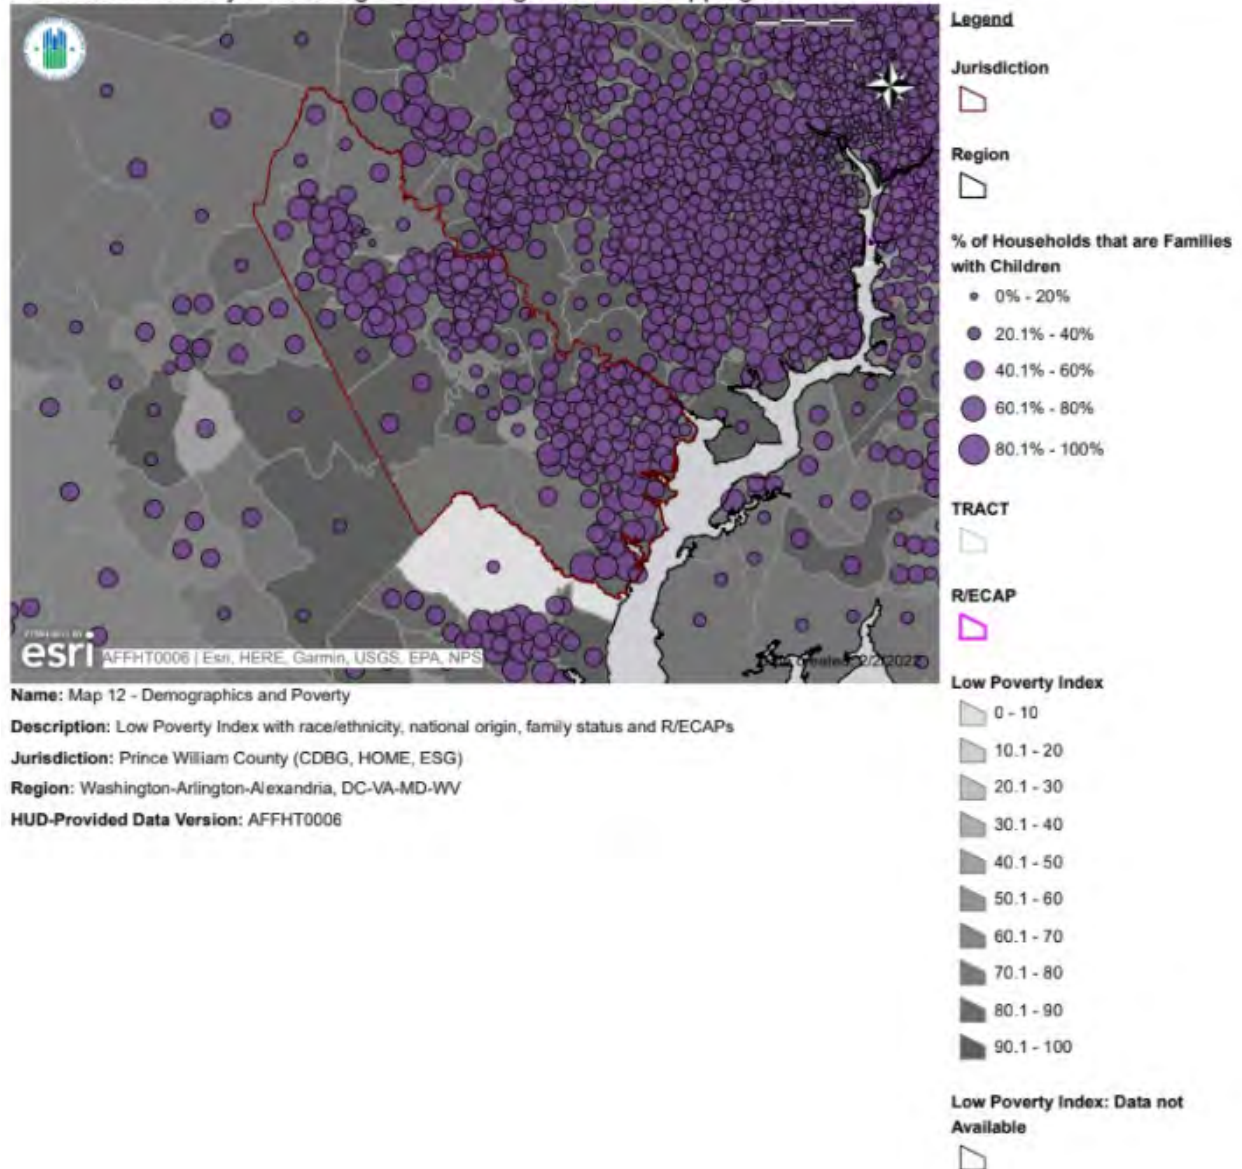 Legend
Jurisdiction
Region
% of Households that are Families
with Children
0% - 20%
20.1% - 40%
40.1% - 60%
60.1% - 80%
80.1% - 100%
TRACT
R/ECAP
Low Poverty Index
0 - 10
10.1 - 20
20.1 - 30
30.1 - 40
40.1 - 50
50.1 - 60
60.1 - 70
70.1 - 80
80.1 - 90
90.1 - 100
Low Poverty Index: Data not
Available
esri
AFFHT0006 | Esri, HERE, Garmin, USGS, EPA, NPS
Name: Map 12 - Demographics and Poverty
Description: Low Poverty Index with race/ethnicity, national origin, family status and R/ECAPs
Jurisdiction: Prince William County (CDBG, HOME, ESG)
Region: Washington-Arlington-Alexandria, DC-VA-MD-WV
HUD-Provided Data Version: AFFHT0006